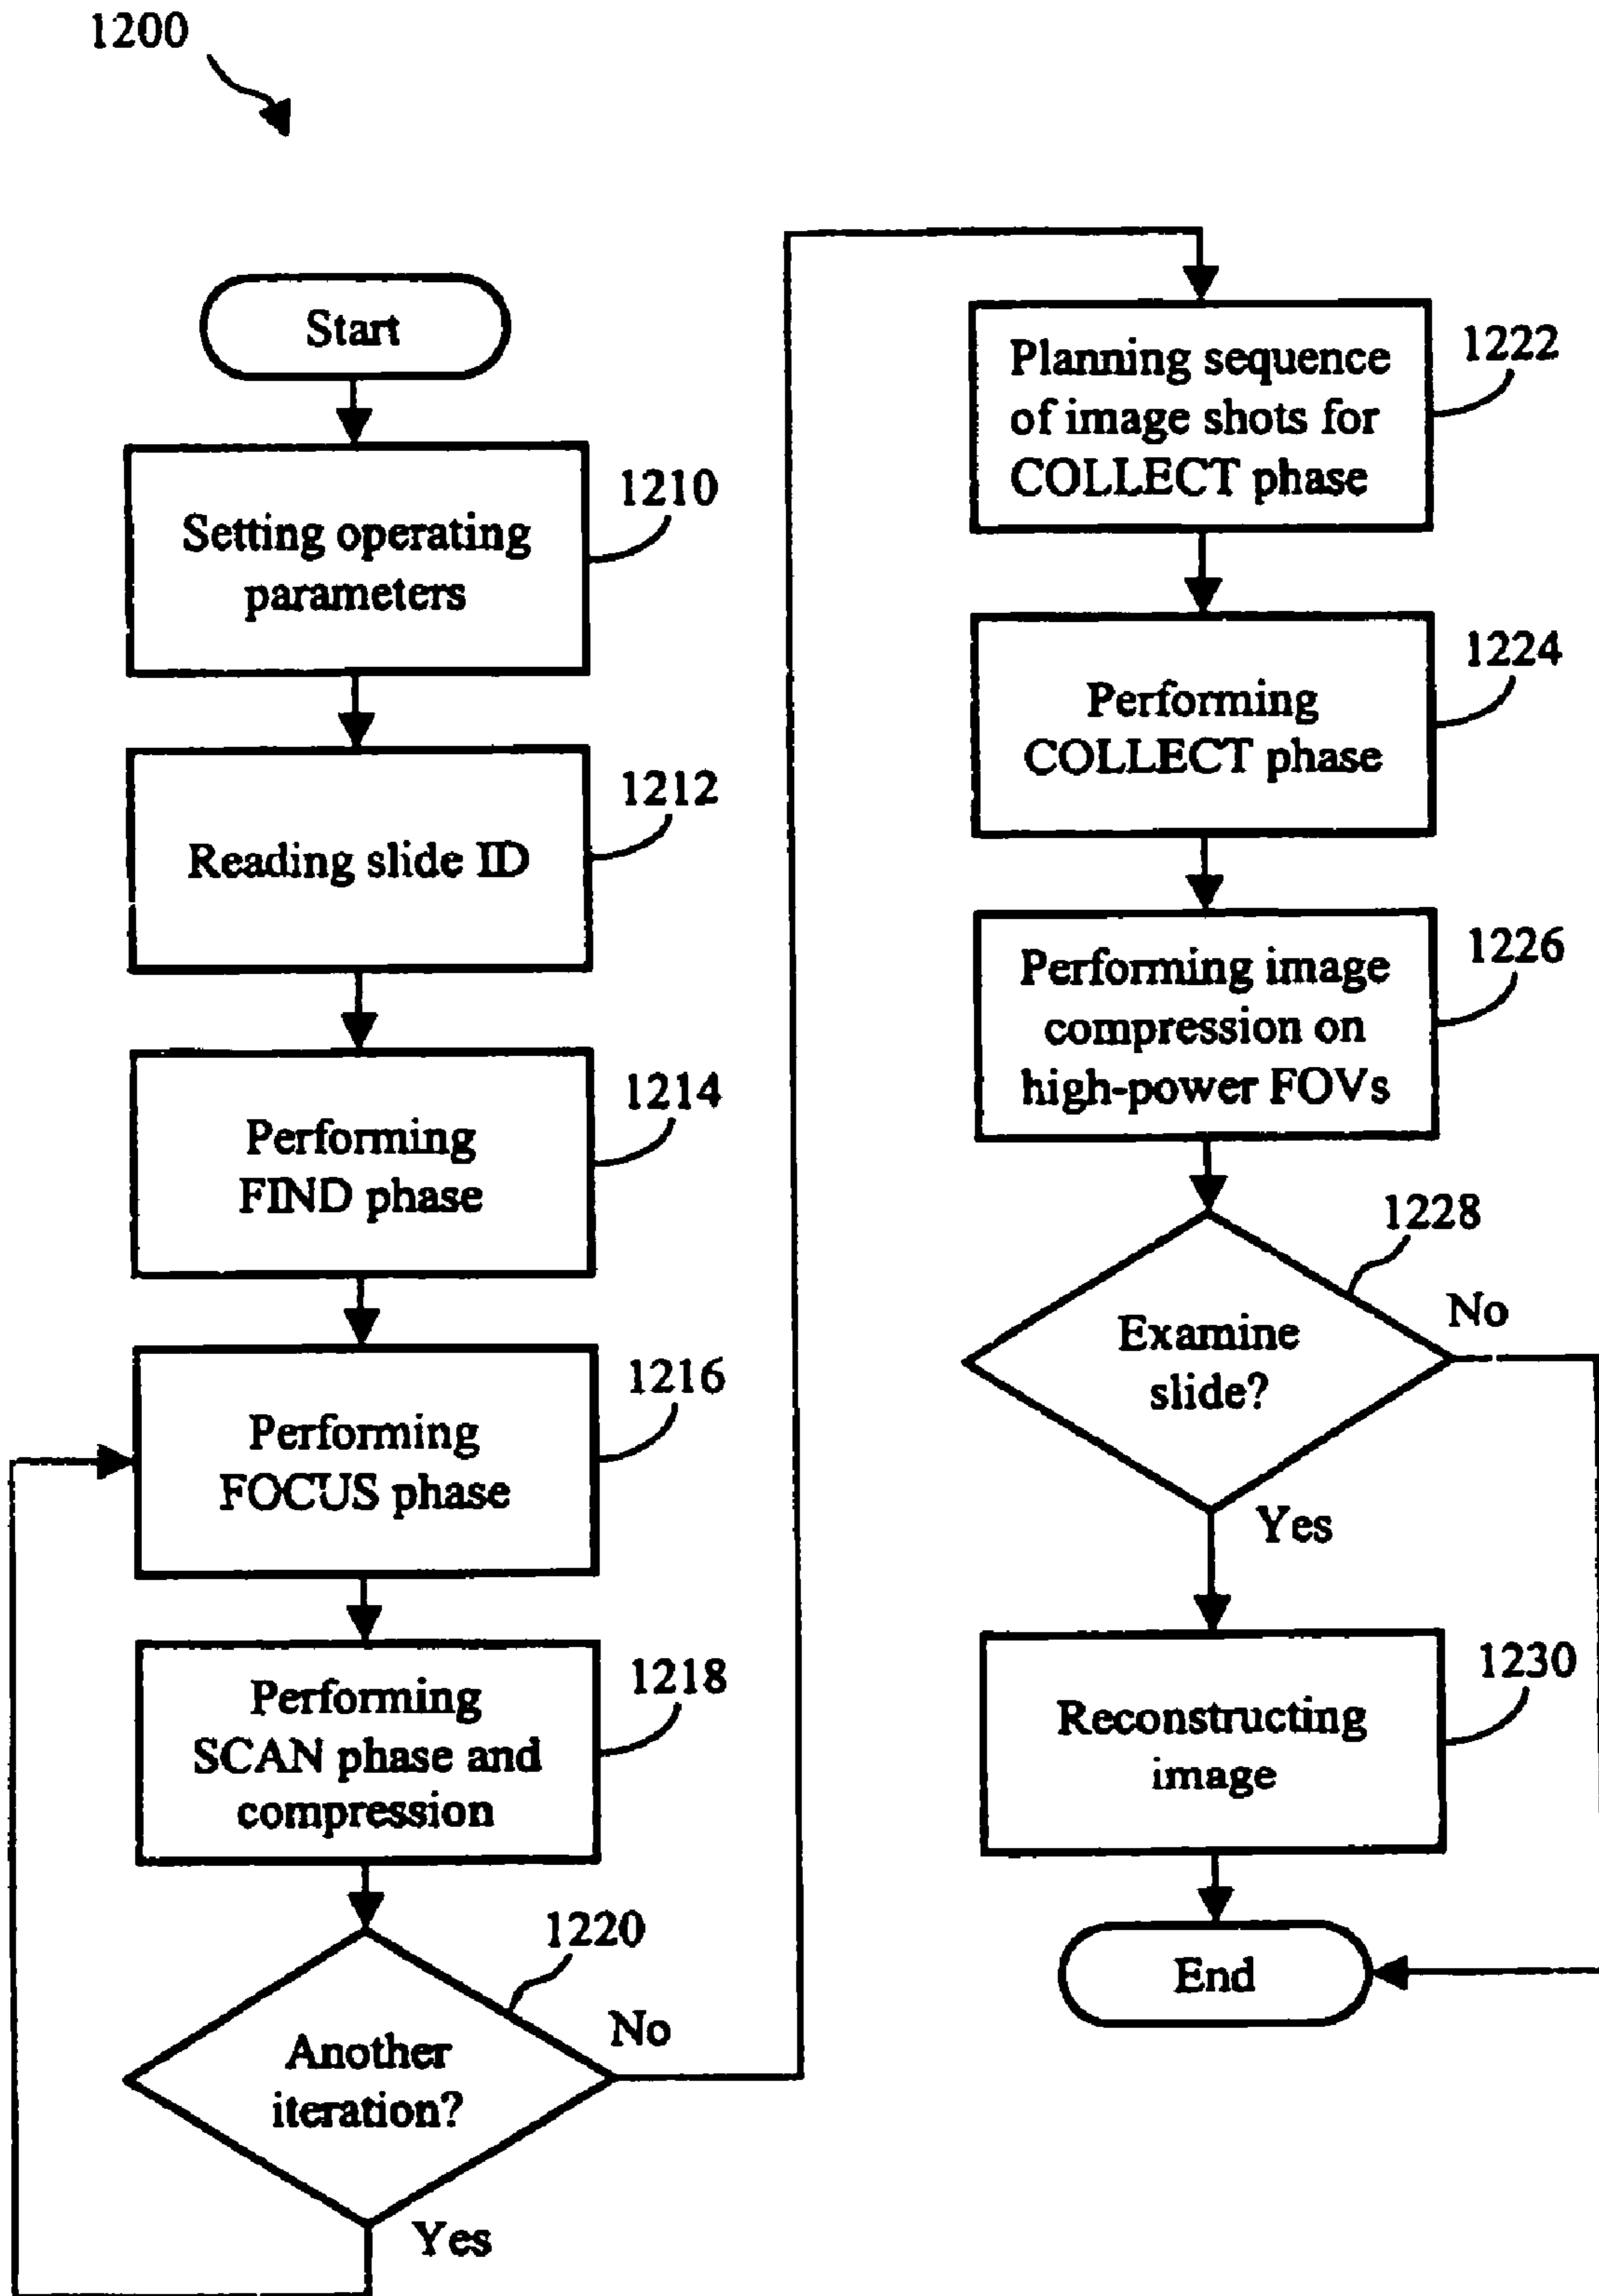 1200
Start
Setting operating
parameters
1210
Reading slide ID
1212
Performing
FIND phase
1214
Performing
FOCUS phase
1216
Performing
SCAN phase and
compression
1218
Another
iteration?
1220
No
Yes
Planning sequence
of image shots for
COLLECT phase
1222
Performing
COLLECT phase
1224
Performing image
compression on
high-power FOVs
1226
Examine
slide?
1228
No
Yes
Reconstructing
image
1230
End